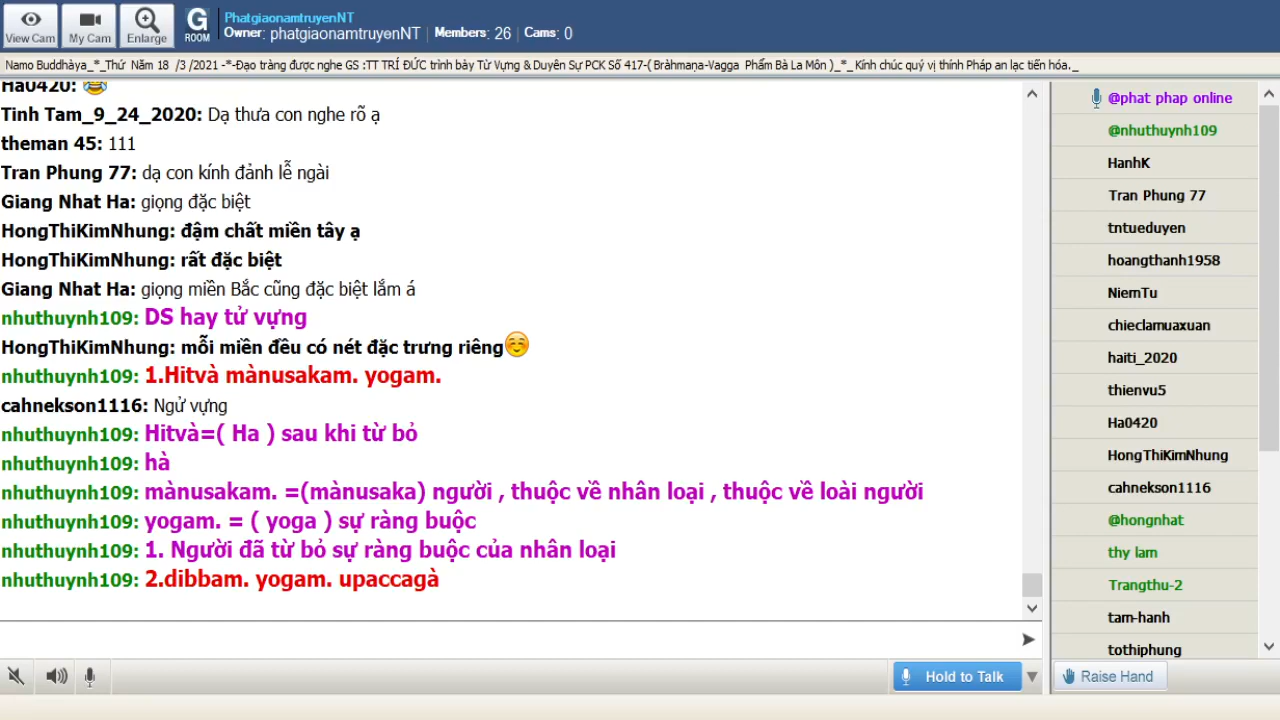 View Cam
My Cam
Enlarge
G
ROOM
PhatgiaonamtruyenNT
Owner: phatgiaonamtruyenNT | Members: 26 | Cams: 0
Namo Buddhàya_*_Thứ Năm 18 /3 /2021 -*-Đạo tràng được nghe GS :TT TRÍ ĐỨC trình bày Từ Vựng & Duyên Sự PCK Số 417-( Bràhmaṇa-Vagga Phẩm Bà La Môn )_*_ Kính chúc quý vị thính Pháp an lạc tiến hóa._
Ha0420:
Tinh Tam_9_24_2020: Dạ thưa con nghe rõ ạ
theman 45: 111
Tran Phung 77: dạ con kính đảnh lễ ngài
Giang Nhat Ha: giọng đặc biệt
HongThiKimNhung: đậm chất miền tây ạ
HongThiKimNhung: rất đặc biệt
Giang Nhat Ha: giọng miền Bắc cũng đặc biệt lắm á
nhuthuynh109: DS hay tử vựng
HongThiKimNhung: mỗi miền đều có nét đặc trưng riêng
nhuthuynh109: 1.Hitvà mànusakam. yogam.
cahnekson1116: Ngử vựng
nhuthuynh109: Hitvà=( Ha ) sau khi từ bỏ
nhuthuynh109: hà
nhuthuynh109: mànusakam. =(mànusaka) người , thuộc về nhân loại , thuộc về loài người
nhuthuynh109: yogam. = ( yoga ) sự ràng buộc
nhuthuynh109: 1. Người đã từ bỏ sự ràng buộc của nhân loại
nhuthuynh109: 2.dibbam. yogam. upaccagà
@phat phap online
@nhuthuynh109
HanhK
Tran Phung 77
tntueduyen
hoangthanh1958
NiemTu
chieclamuaxuan
haiti_2020
thienvu5
Ha0420
HongThiKimNhung
cahnekson1116
@hongnhat
thy lam
Trangthu-2
tam-hanh
tothiphung
Hold to Talk
Raise Hand